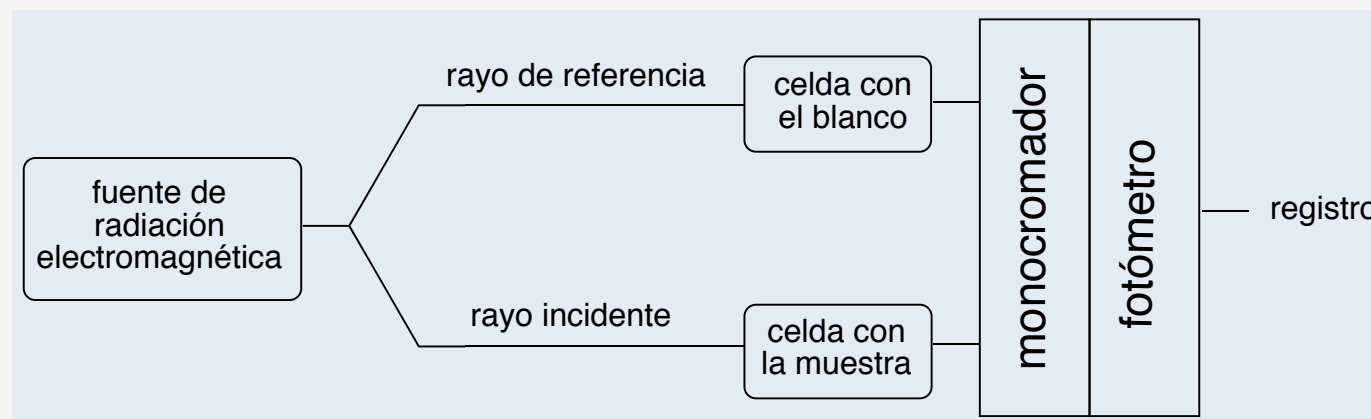 fuente de
radiación
electromagnética
rayo de referencia
celda con
el blanco
rayo incidente
celda con
la muestra
monocromador
fotómetro
registro